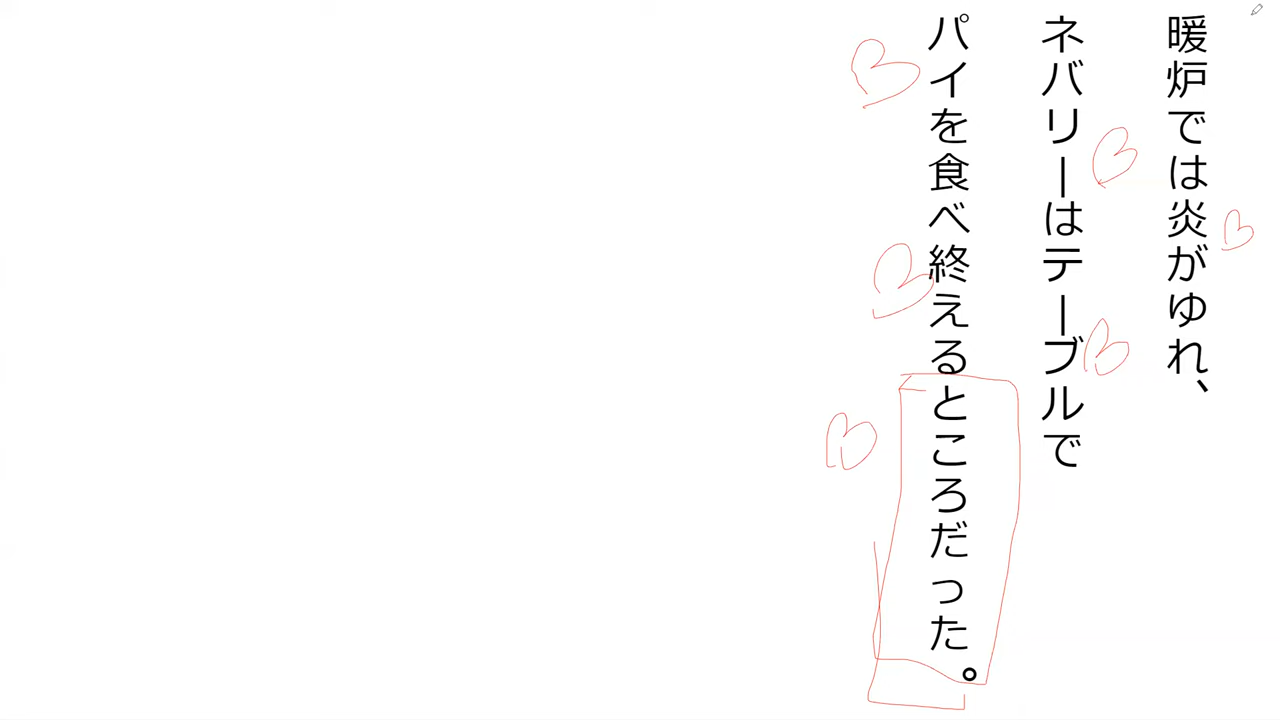 暖炉では炎がゆれ、
ネバリーはテーブルで
パイを食べ終えるところだった。